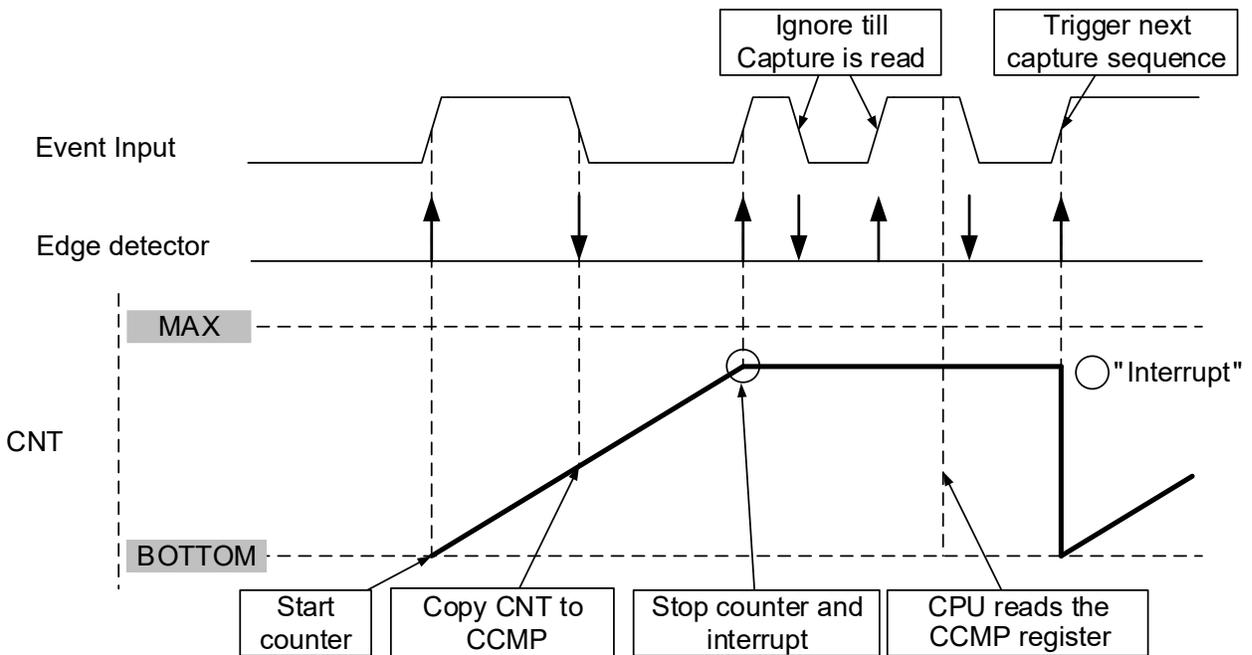 Ignore till
Capture is read
Trigger next
capture sequence
Event Input
Edge detector
MAX
"Interrupt"
CNT
BOTTOM
Start
counter
Copy CNT to
CCMP
Stop counter and
interrupt
CPU reads the
CCMP register